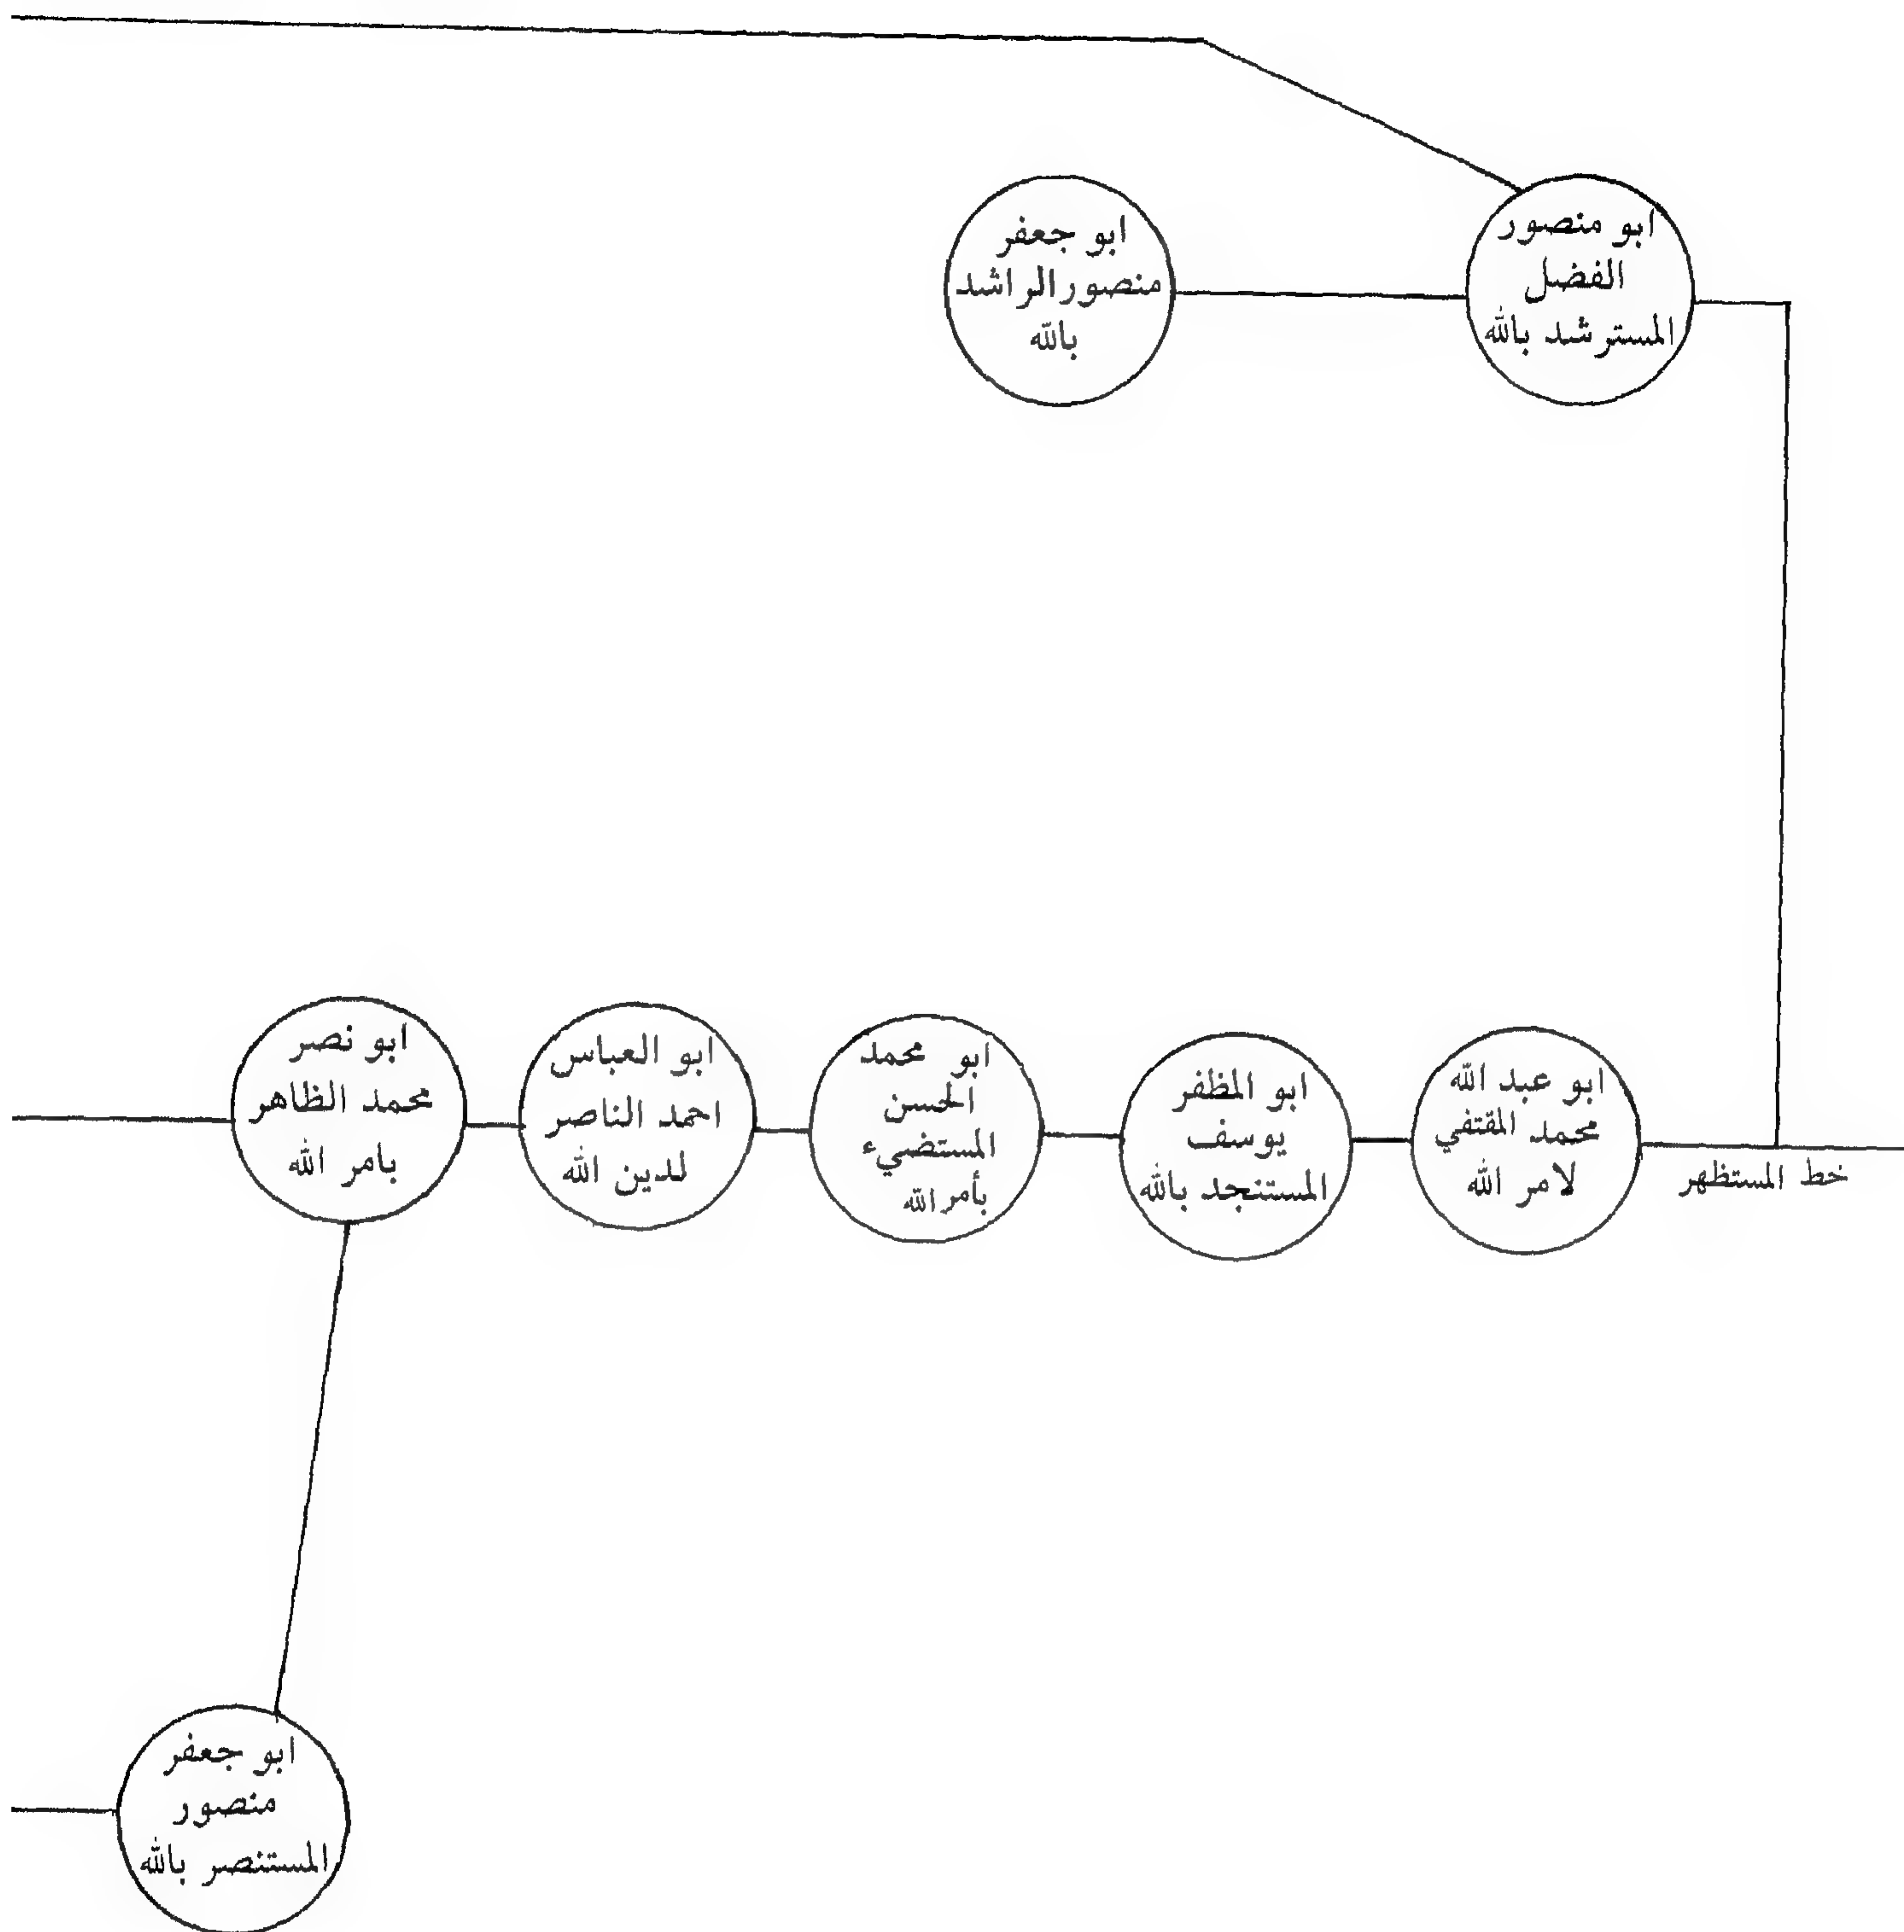 ابو منصور
الفضل
المسترشد بالله
ابو جعفر
منصور الراشد
بالله
ابو عبد الله
محمد المقتفي
لامر الله
خط المستظهر
ابو المظفر
يوسف
المستنجد بالله
ابو محمد
الحسن
المستضيء
بأمر الله
ابو العباس
احمد الناصر
لدين الله
ابو نصر
محمد الظاهر
بامر الله
ابو جعفر
منصور
المستنصر بالله